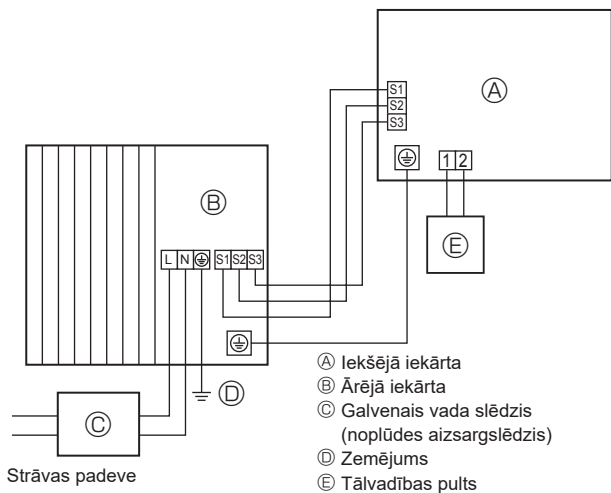 S1
S2
S3
Ⓐ
1 2
Ⓔ
Ⓑ
L N S1 S2 S3
Ⓓ
Ⓒ
Strāvas padeve
Ⓐ Iekšējā iekārta
Ⓑ Ārējā iekārta
Ⓒ Galvenais vada slēdzis
(noplūdes aizsargslēdzis)
Ⓓ Zemējums
Ⓔ Tālvadības pults